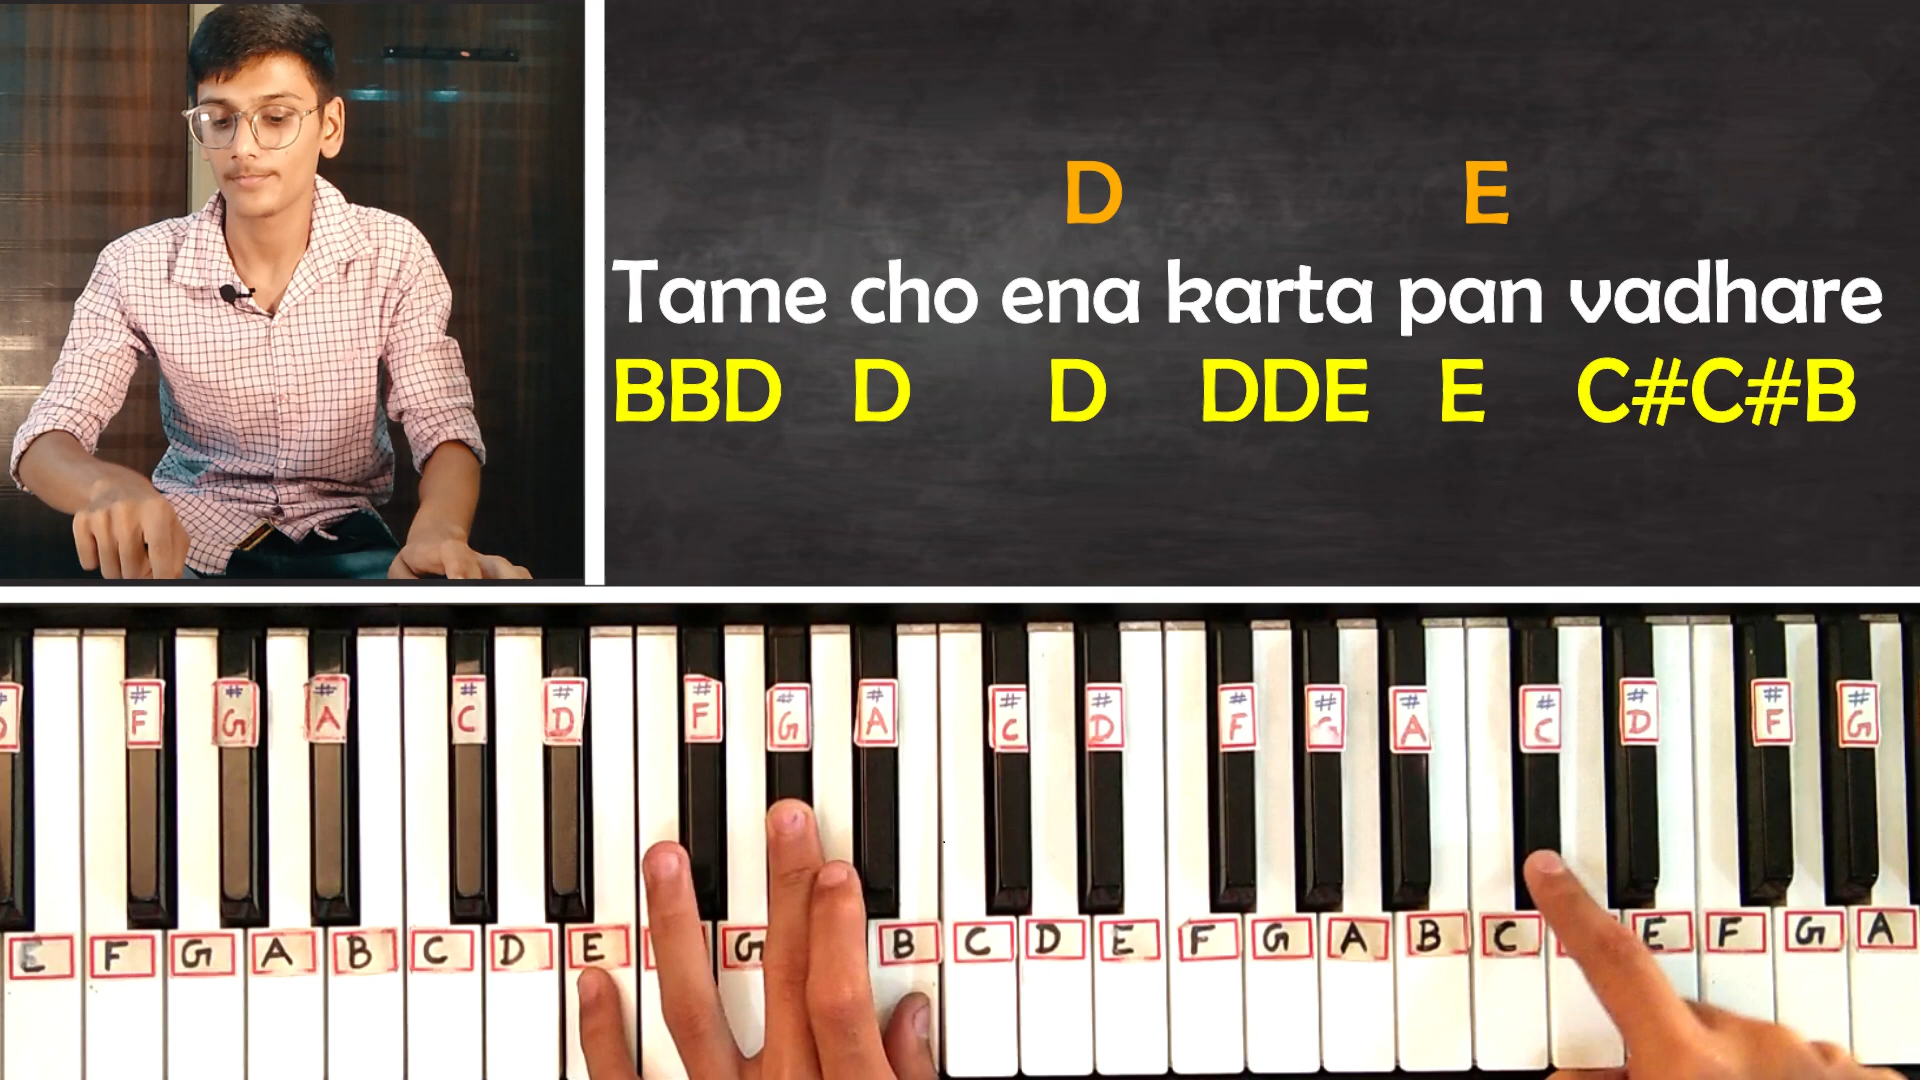 D E
Tame cho ena karta pan vadhare
BBD D D DDE E C#C#B
# F # G # A # C # D # F # G # A # C # D # F # G # A # C # D # F # G
E F G A B C D E G B C D E F G A B C E F G A